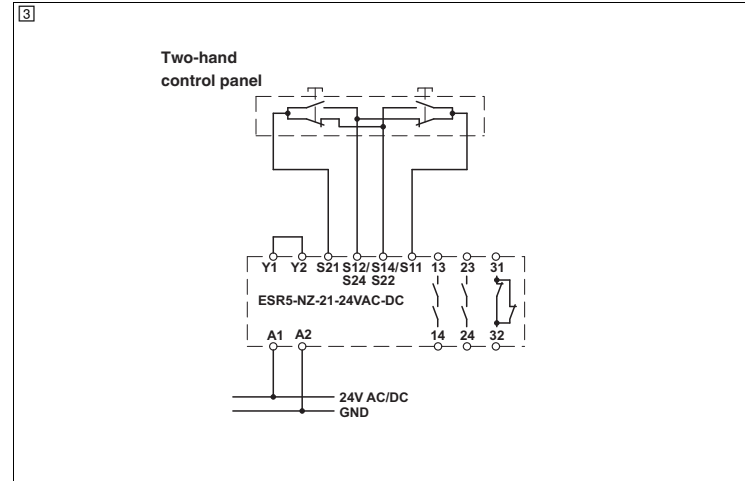 3
Two-hand
control panel
Y1 Y2 S21 S12/ S14/ S11 13 23 31
S24 S22
ESR5-NZ-21-24VAC-DC
A1 A2 14 24 32
24V AC/DC
GND